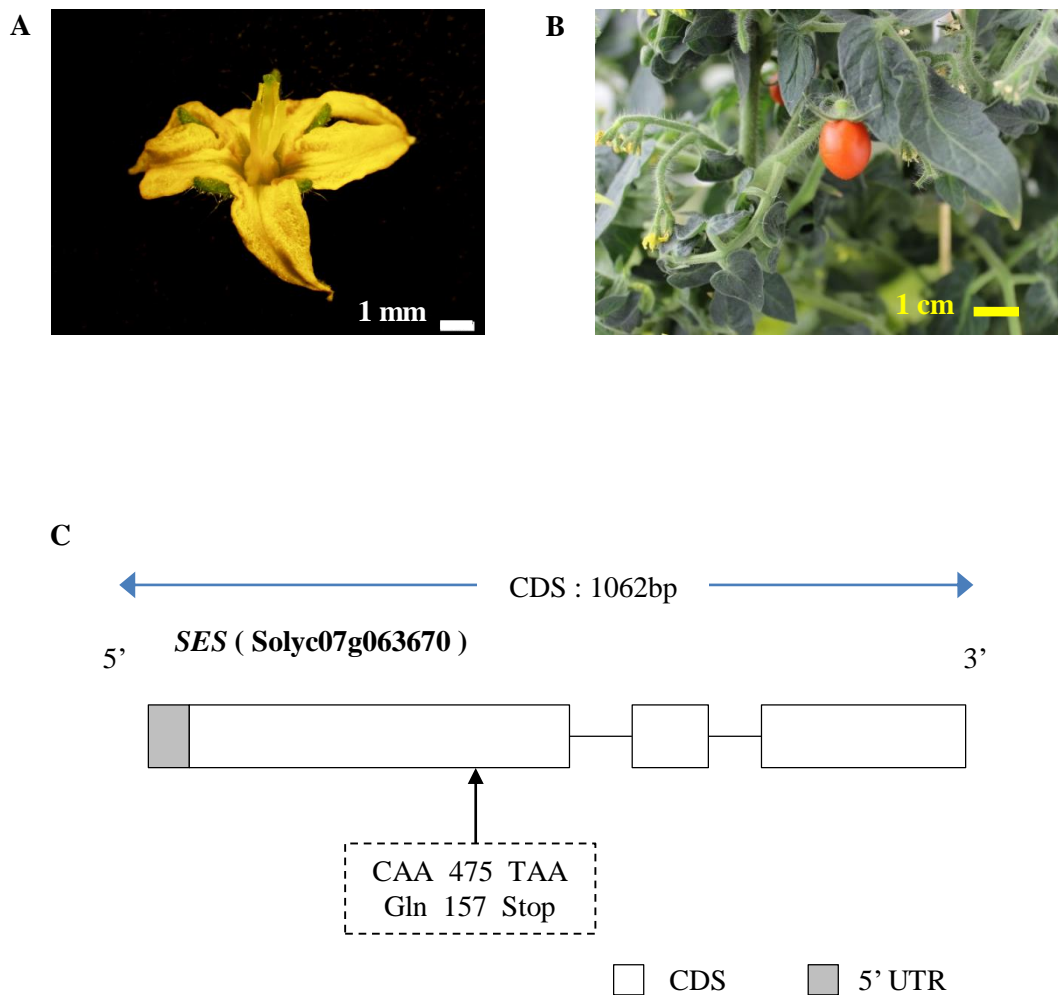 A
B
1 mm
1 cm
C
CDS : 1062bp
SES ( Solyc07g063670 )
5’
3’
CAA 475 TAA
Gln 157 Stop
CDS
5’ UTR